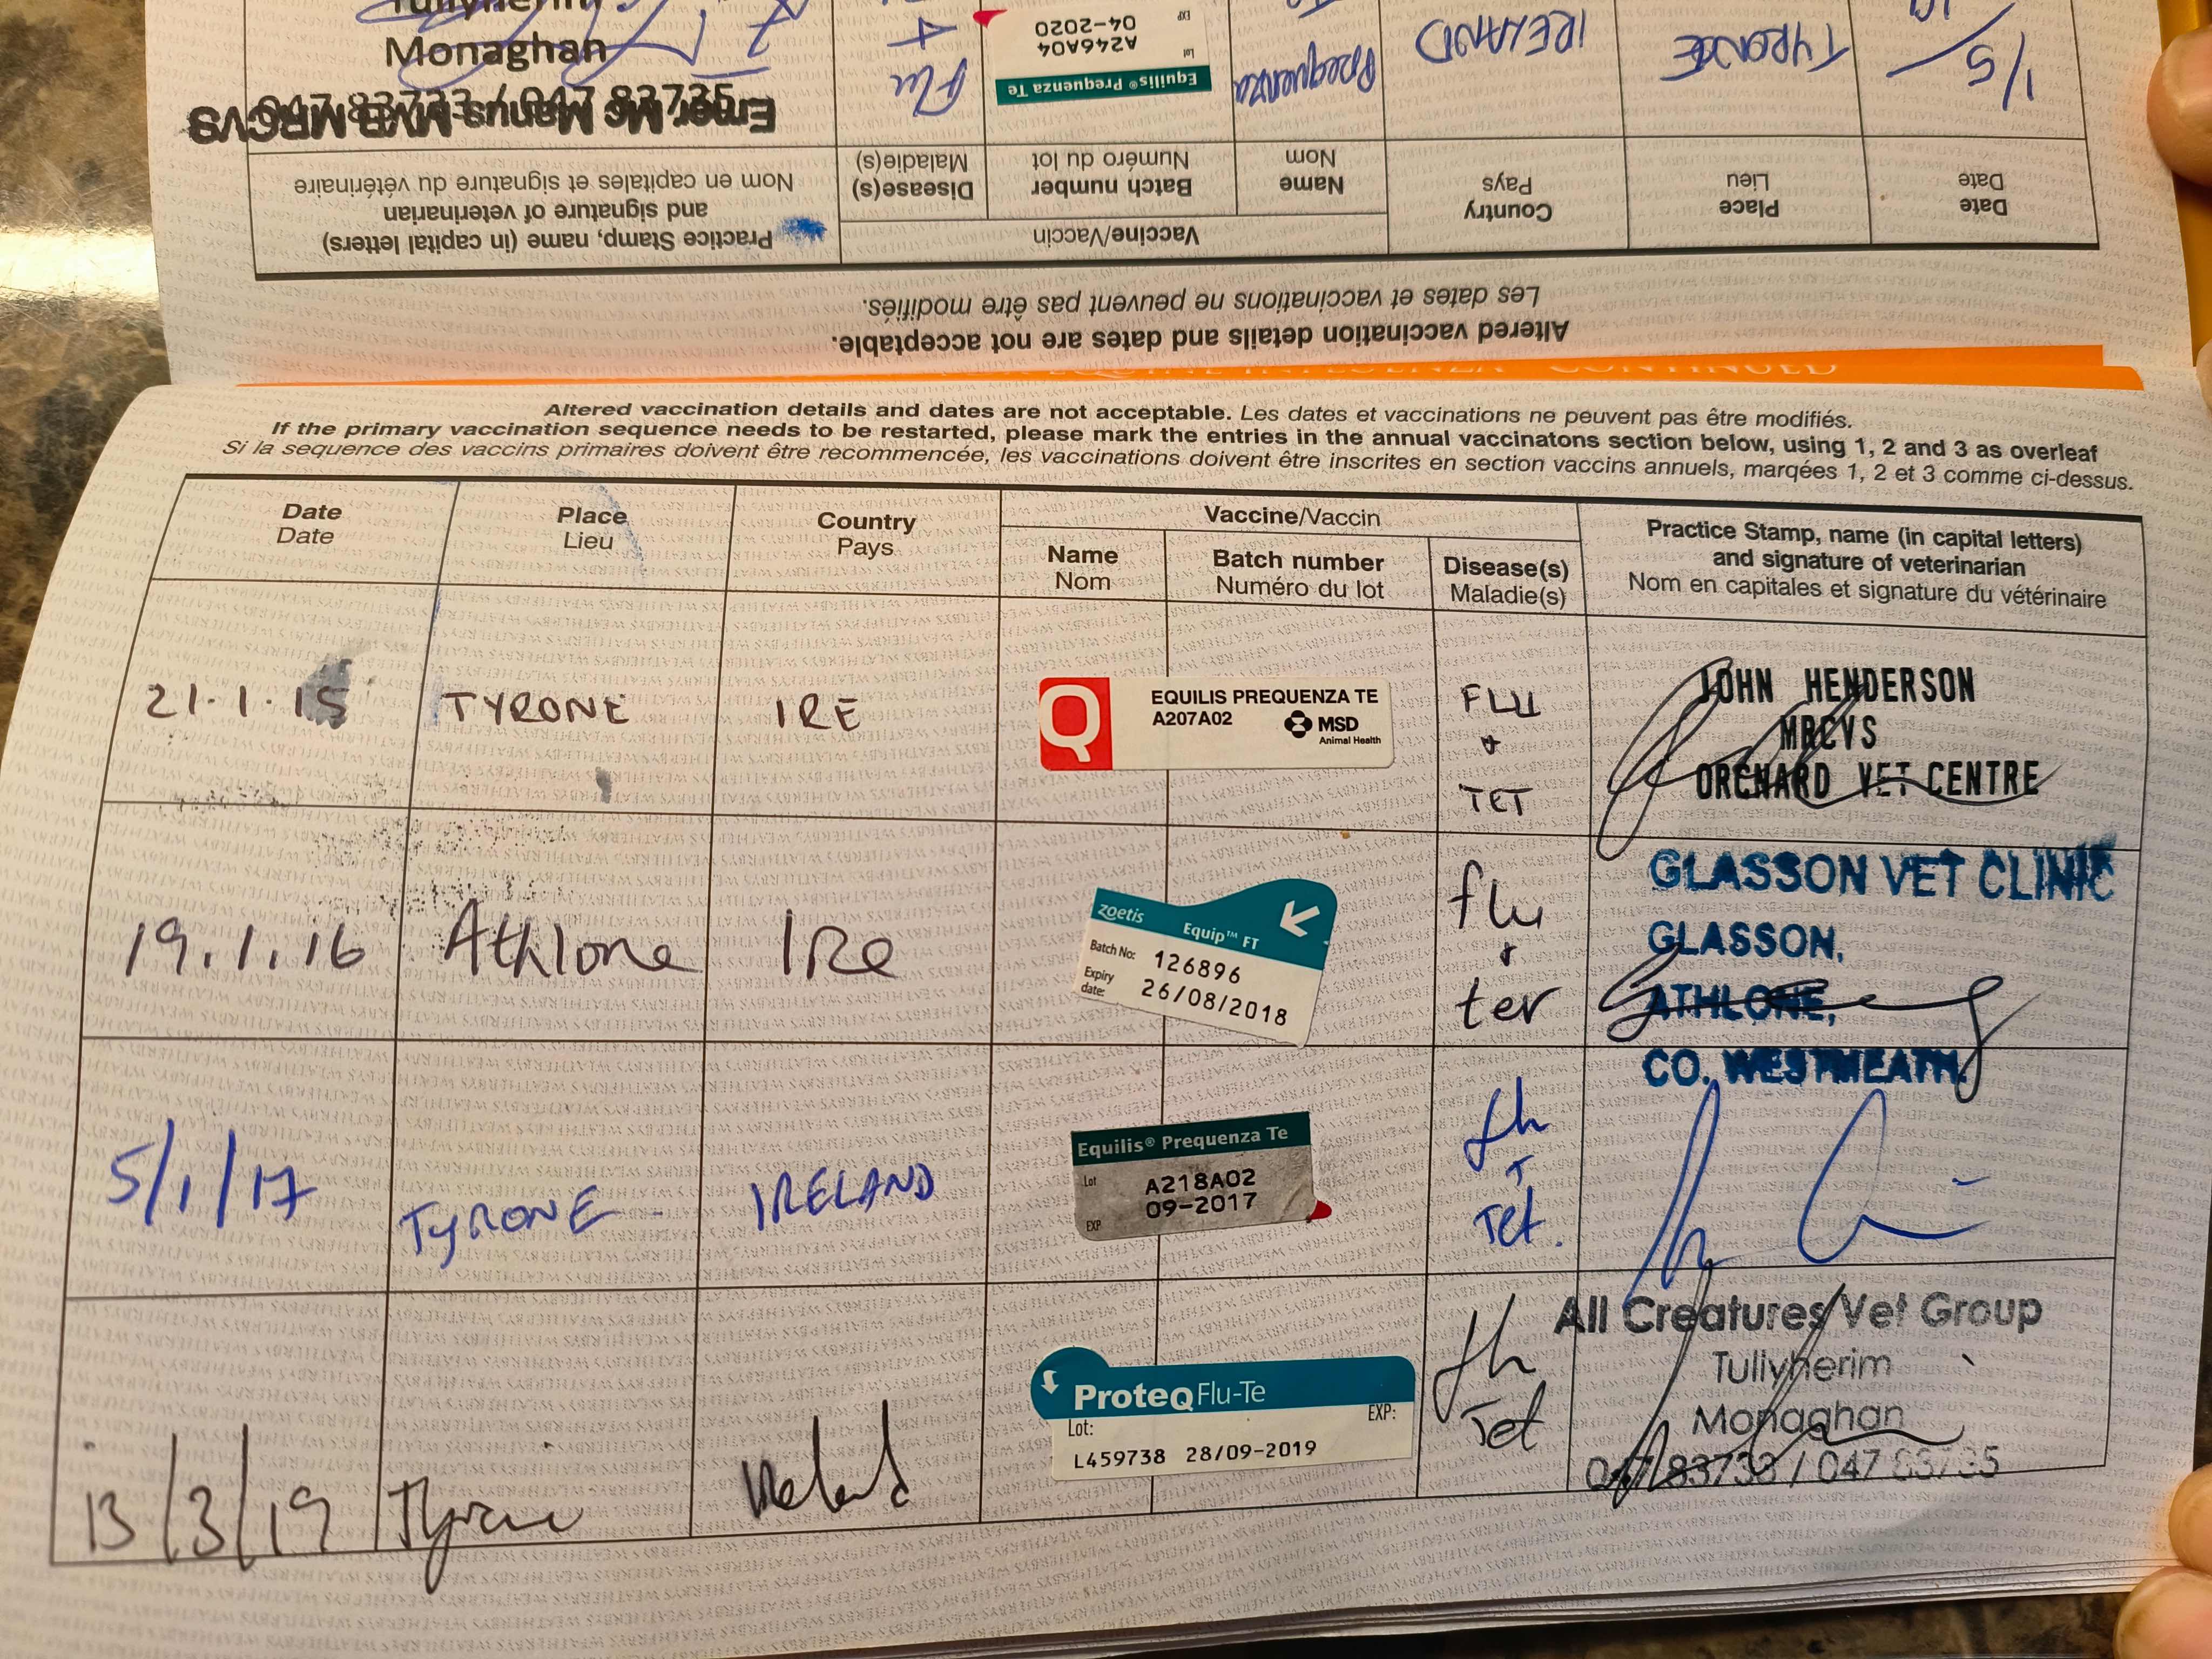 Monaghan
047 83733 / 047 83735
Emer Mc Manus MVB MRCVS
Flu
+
T
Equilis® Prequenza Te
Lot
A246A04
EXP
04-2020
Prequenza
IRELAND
TYRONE
1/5/
Practice Stamp, name (in capital letters)
and signature of veterinarian
Nom en capitales et signature du vétérinaire
Vaccine/Vaccin
Disease(s)
Maladie(s)
Batch number
Numéro du lot
Name
Nom
Country
Pays
Place
Lieu
Date
Date
Les dates et vaccinations ne peuvent pas être modifiés.
Altered vaccination details and dates are not acceptable.
Altered vaccination details and dates are not acceptable. Les dates et vaccinations ne peuvent pas être modifiés.
If the primary vaccination sequence needs to be restarted, please mark the entries in the annual vaccinatons section below, using 1, 2 and 3 as overleaf
Si la sequence des vaccins primaires doivent être recommencée, les vaccinations doivent être inscrites en section vaccins annuels, marqées 1, 2 et 3 comme ci-dessus.
Date
Date
Place
Lieu
Country
Pays
Vaccine/Vaccin
Name
Nom
Batch number
Numéro du lot
Disease(s)
Maladie(s)
Practice Stamp, name (in capital letters)
and signature of veterinarian
Nom en capitales et signature du vétérinaire
21.1.15
TYRONE
IRE
Q
EQUILIS PREQUENZA TE
A207A02
MSD
Animal Health
FLU
+
TET
JOHN HENDERSON
MRCVS
ORCHARD VET CENTRE
19.1.16
Athlone
IRe
zoetis
Equip™ FT
Batch No: 126896
Expiry date: 26/08/2018
flu
+
ter
GLASSON VET CLINIC
GLASSON,
ATHLONE,
CO. WESTMEATH.
5/1/17
TYRONE
IRELAND
Equilis® Prequenza Te
Lot
A218A02
EXP
09-2017
flu
+
Tet.
13/3/19
Tyrone
Ireland
ProteqFlu-Te
Lot:
EXP:
L459738 28/09-2019
flu
Tet
All Creatures Vet Group
Tullyherim
Monaghan
047 83733 / 047 83735